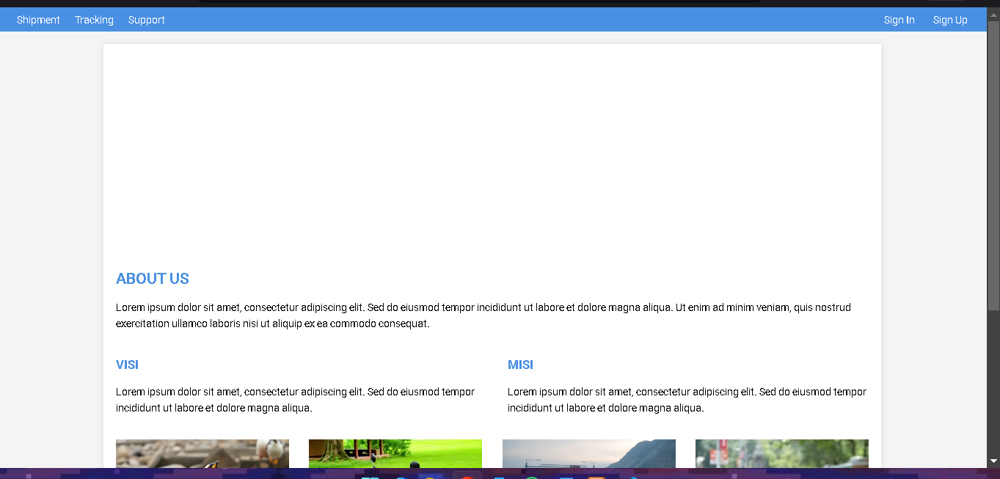 Shipment Tracking Support Sign In Sign Up
ABOUT US
Lorem ipsum dolor sit amet, consectetur adipiscing elit. Sed do eiusmod tempor incididunt ut labore et dolore magna aliqua. Ut enim ad minim veniam, quis nostrud
exercitation ullamco laboris nisi ut aliquip ex ea commodo consequat.
VISI
Lorem ipsum dolor sit amet, consectetur adipiscing elit. Sed do eiusmod tempor
incididunt ut labore et dolore magna aliqua.
MISI
Lorem ipsum dolor sit amet, consectetur adipiscing elit. Sed do eiusmod tempor
incididunt ut labore et dolore magna aliqua.